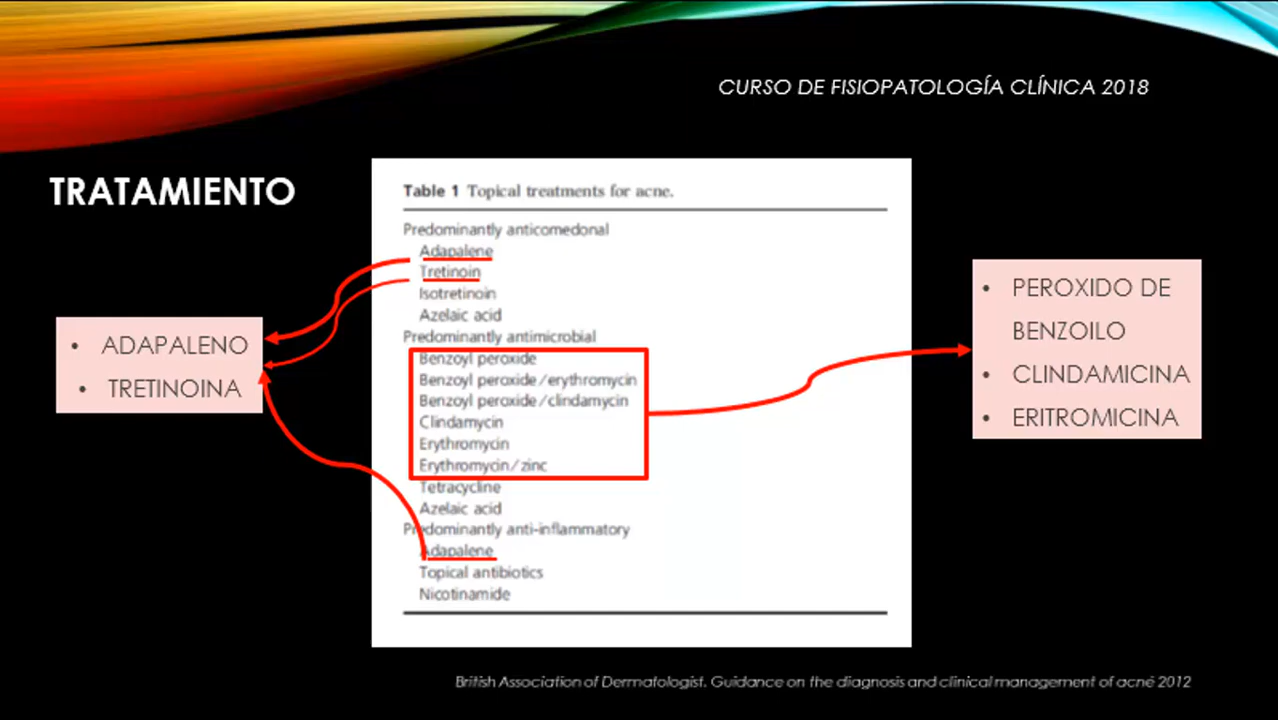 CURSO DE FISIOPATOLOGÍA CLÍNICA 2018
TRATAMIENTO
Table 1 Topical treatments for acne.
Predominantly anticomedonal
Adapalene
Tretinoin
Isotretinoin
Azelaic acid
Predominantly antimicrobial
Benzoyl peroxide
Benzoyl peroxide/erythromycin
Benzoyl peroxide/clindamycin
Clindamycin
Erythromycin
Erythromycin/zinc
Tetracycline
Azelaic acid
Predominantly anti-inflammatory
Adapalene
Topical antibiotics
Nicotinamide
• ADAPALENO
• TRETINOINA
• PEROXIDO DE
BENZOILO
• CLINDAMICINA
• ERITROMICINA
British Association of Dermatologist. Guidance on the diagnosis and clinical management of acné 2012